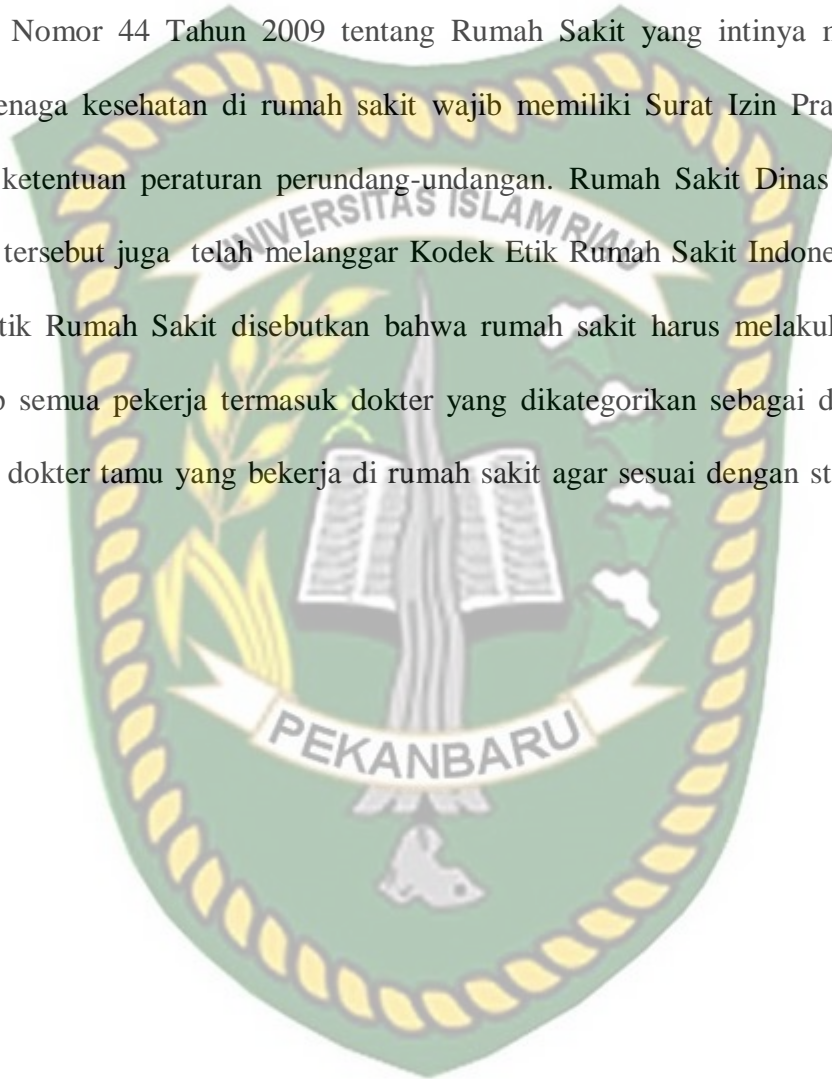 Nomor 44 Tahun 2009 tentang Rumah Sakit yang intinya
enaga kesehatan di rumah sakit wajib memiliki Surat Izin Pra
ketentuan peraturan perundang-undangan. Rumah Sakit Dinas
UNIVERSITAS ISLAM RIAU
tersebut juga telah melanggar Kodek Etik Rumah Sakit Indone
tik Rumah Sakit disebutkan bahwa rumah sakit harus melaku
semua pekerja termasuk dokter yang dikategorikan sebagai d
dokter tamu yang bekerja di rumah sakit agar sesuai dengan st
PEKANBARU